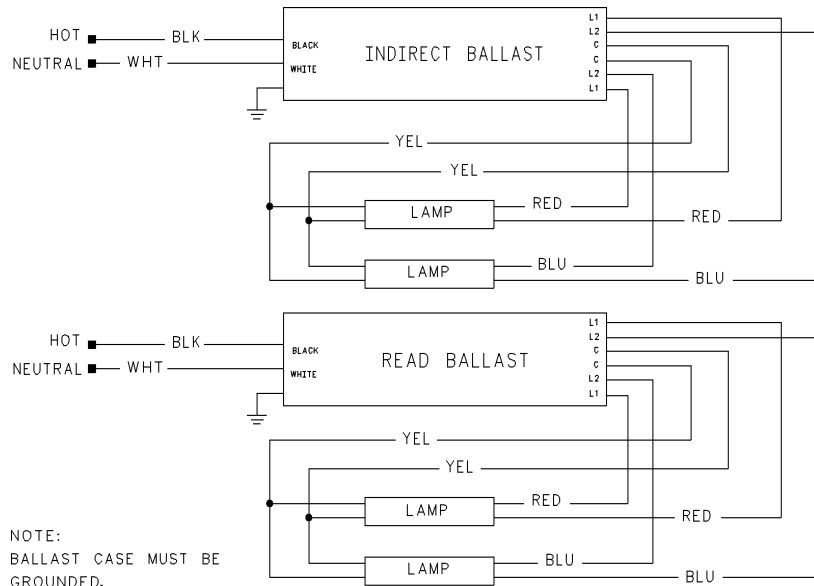 HOT BLK BLACK INDIRECT BALLAST L1
L2
C
C
L2
L1
NEUTRAL WHT WHITE
YEL
YEL
LAMP RED
RED
LAMP BLU
BLU
HOT BLK BLACK READ BALLAST L1
L2
C
C
L2
L1
NEUTRAL WHT WHITE
YEL
YEL
LAMP RED
RED
LAMP BLU
BLU
NOTE:
BALLAST CASE MUST BE
GROUNDED.